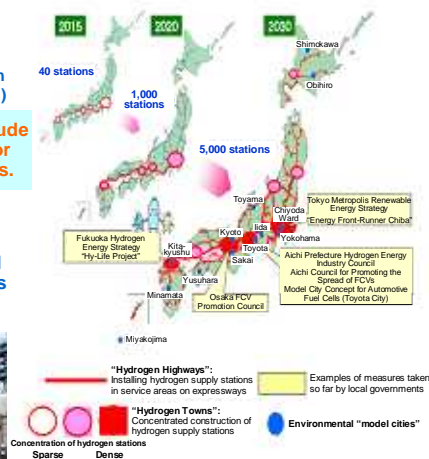 2015
2020
2030
40 stations
1,000
stations
5,000 stations
n
)
ude
or
s.
s
Shimokawa
Obihiro
Toyama
Chiyoda
Ward
Iida
Kyoto
Yokohama
Toyota
Sakai
Kita-
kyushu
Yusuhara
Minamata
Miyakojima
Tokyo Metropolis Renewable
Energy Strategy
"Energy Front-Runner Chiba"
Fukuoka Hydrogen
Energy Strategy
"Hy-Life Project"
Aichi Prefecture Hydrogen Energy
Industry Council
Aichi Council for Promoting the
Spread of FCVs
Model City Concept for Automotive
Fuel Cells (Toyota City)
Osaka FCV
Promotion Council
"Hydrogen Highways":
Installing hydrogen supply stations
in service areas on expressways
Examples of measures taken
so far by local governments
"Hydrogen Towns":
Concentrated construction of
hydrogen supply stations
Environmental "model cities"
Concentration of hydrogen stations
Sparse Dense